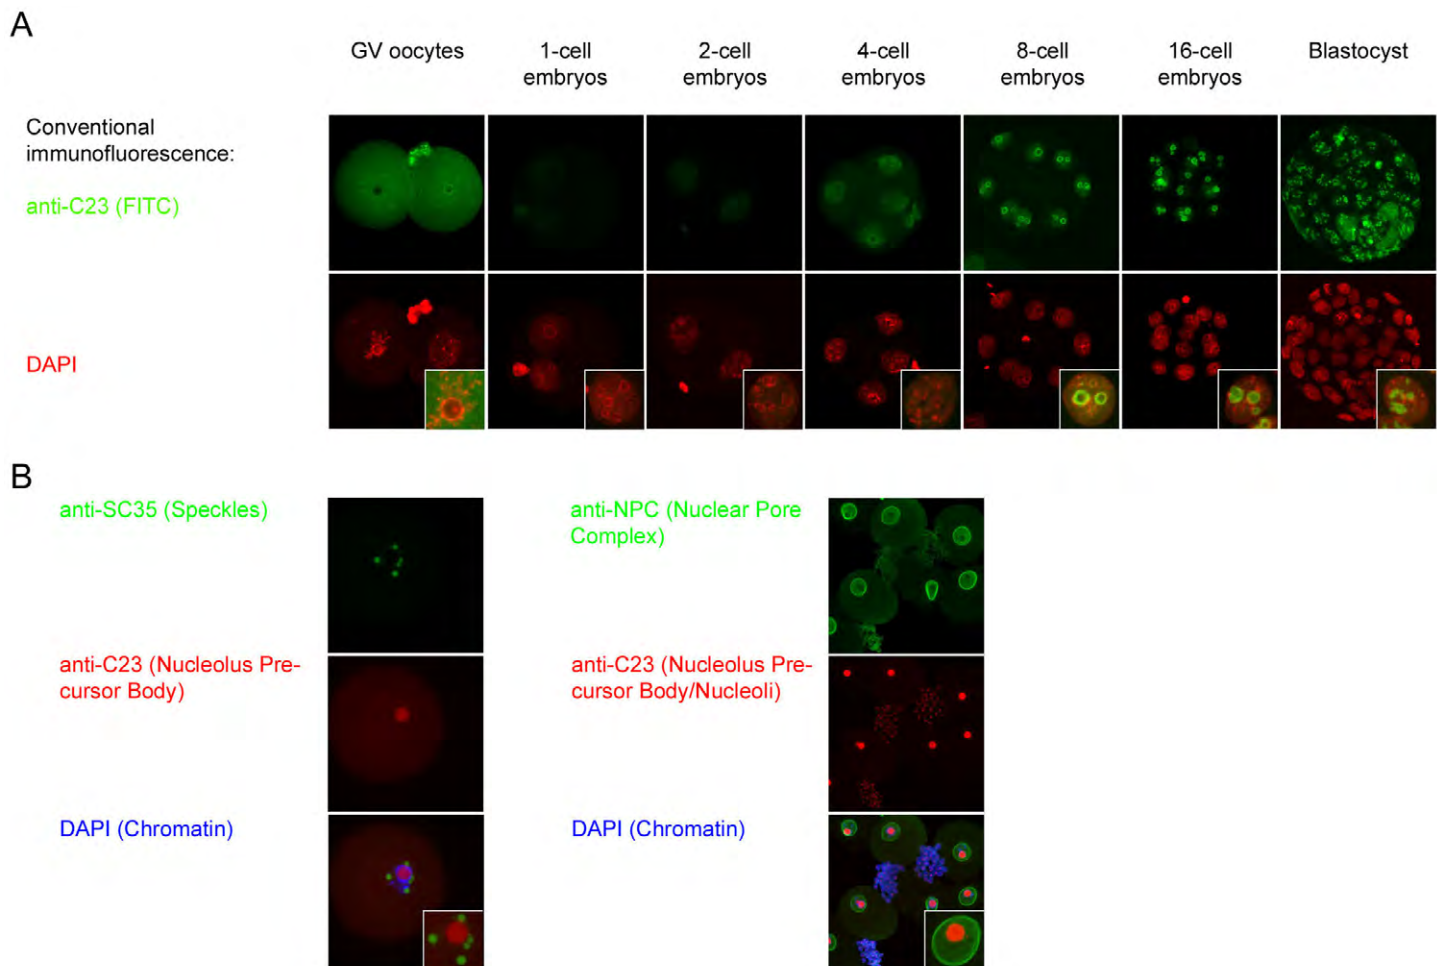 A
GV oocytes
1-cell
embryos
2-cell
embryos
4-cell
embryos
8-cell
embryos
16-cell
embryos
Blastocyst
Conventional
immunofluorescence:
anti-C23 (FITC)
DAPI
B
anti-SC35 (Speckles)
anti-NPC (Nuclear Pore
Complex)
anti-C23 (Nucleolus Pre-
cursor Body)
anti-C23 (Nucleolus Pre-
cursor Body/Nucleoli)
DAPI (Chromatin)
DAPI (Chromatin)